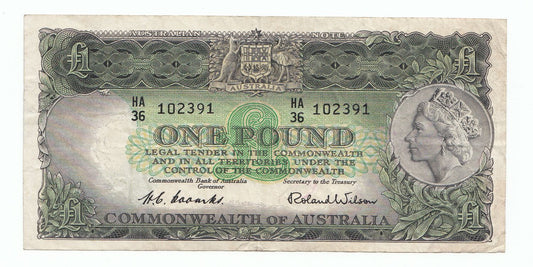 AUSTRALIAN NOTE
£1 £1
AUSTRALIA
HA 36 102391 HA 36 102391
ONE POUND
LEGAL TENDER IN THE COMMONWEALTH
AND IN ALL TERRITORIES UNDER THE
CONTROL OF THE COMMONWEALTH
Commonwealth Bank of Australia Secretary to the Treasury
Governor
H.C. Coombs Roland Wilson
£1 £1
COMMONWEALTH OF AUSTRALIA